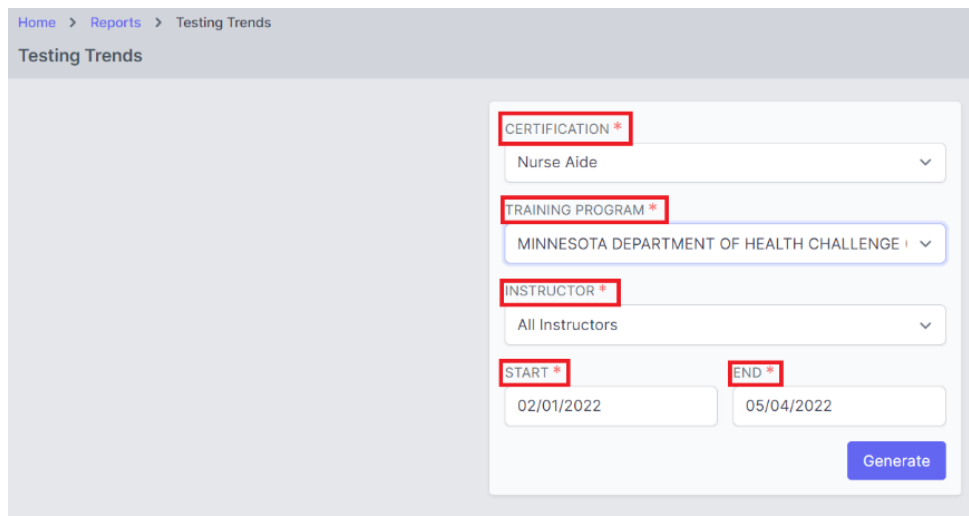 Home > Reports > Testing Trends
Testing Trends
CERTIFICATION *
Nurse Aide
TRAINING PROGRAM *
MINNESOTA DEPARTMENT OF HEALTH CHALLENGE
INSTRUCTOR *
All Instructors
START * END *
02/01/2022 05/04/2022
Generate